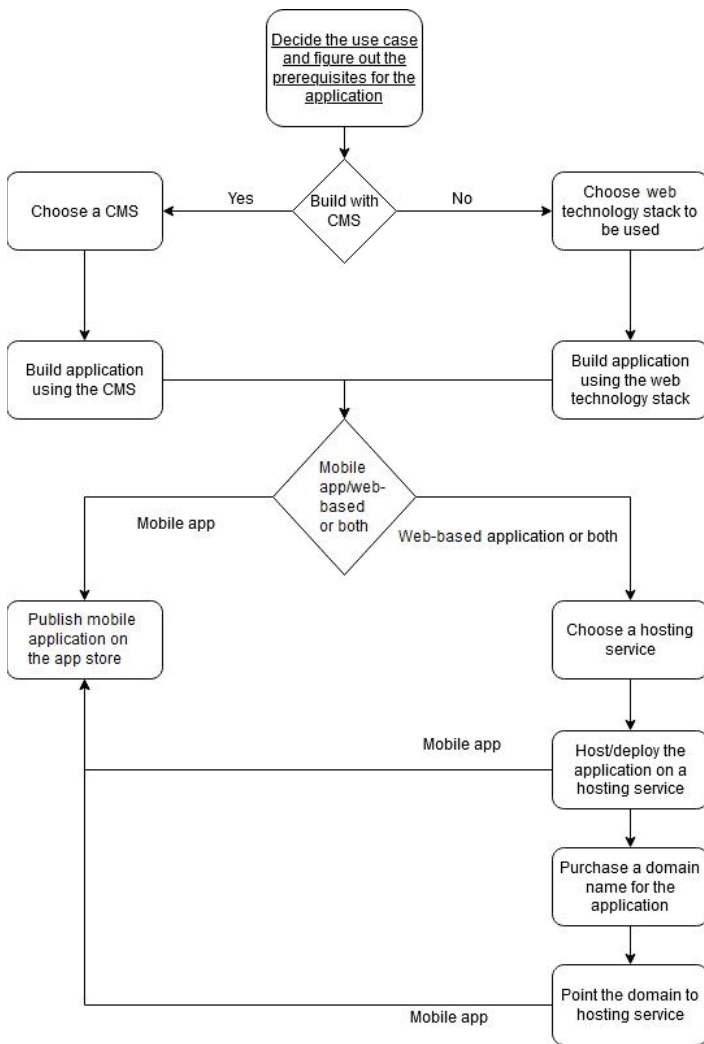 Decide the use case
and figure out the
prerequisites for the
application
Yes
Build with
CMS
No
Choose a CMS
Choose web
technology stack to
be used
Build application
using the CMS
Build application
using the web
technology stack
Mobile
app/web-
based
or both
Mobile app
Web-based application or both
Publish mobile
application on
the app store
Choose a hosting
service
Mobile app
Host/deploy the
application on a
hosting service
Purchase a domain
name for the
application
Point the domain to
hosting service
Mobile app